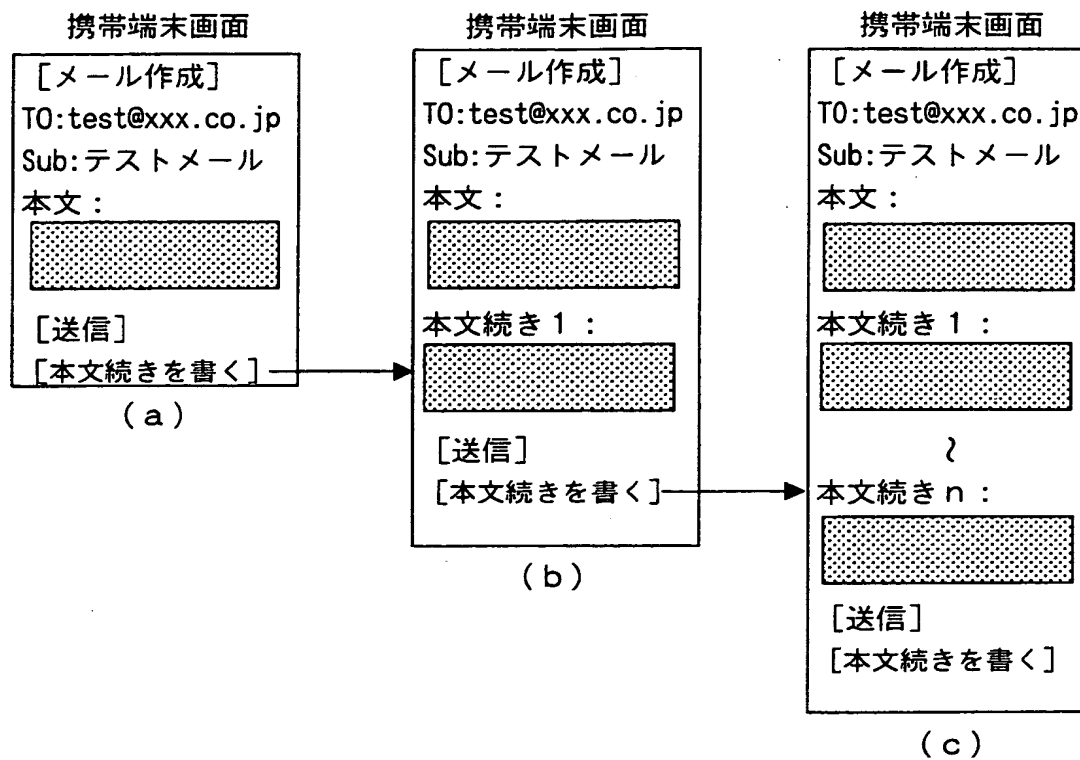 携帯端末画面
[メール作成]
TO:test@xxx.co.jp
Sub:テストメール
本文:
[送信]
[本文続きを書く]
(a)
携帯端末画面
[メール作成]
TO:test@xxx.co.jp
Sub:テストメール
本文:
本文続き1:
[送信]
[本文続きを書く]
(b)
携帯端末画面
[メール作成]
TO:test@xxx.co.jp
Sub:テストメール
本文:
本文続き1:
~
本文続きn:
[送信]
[本文続きを書く]
(c)